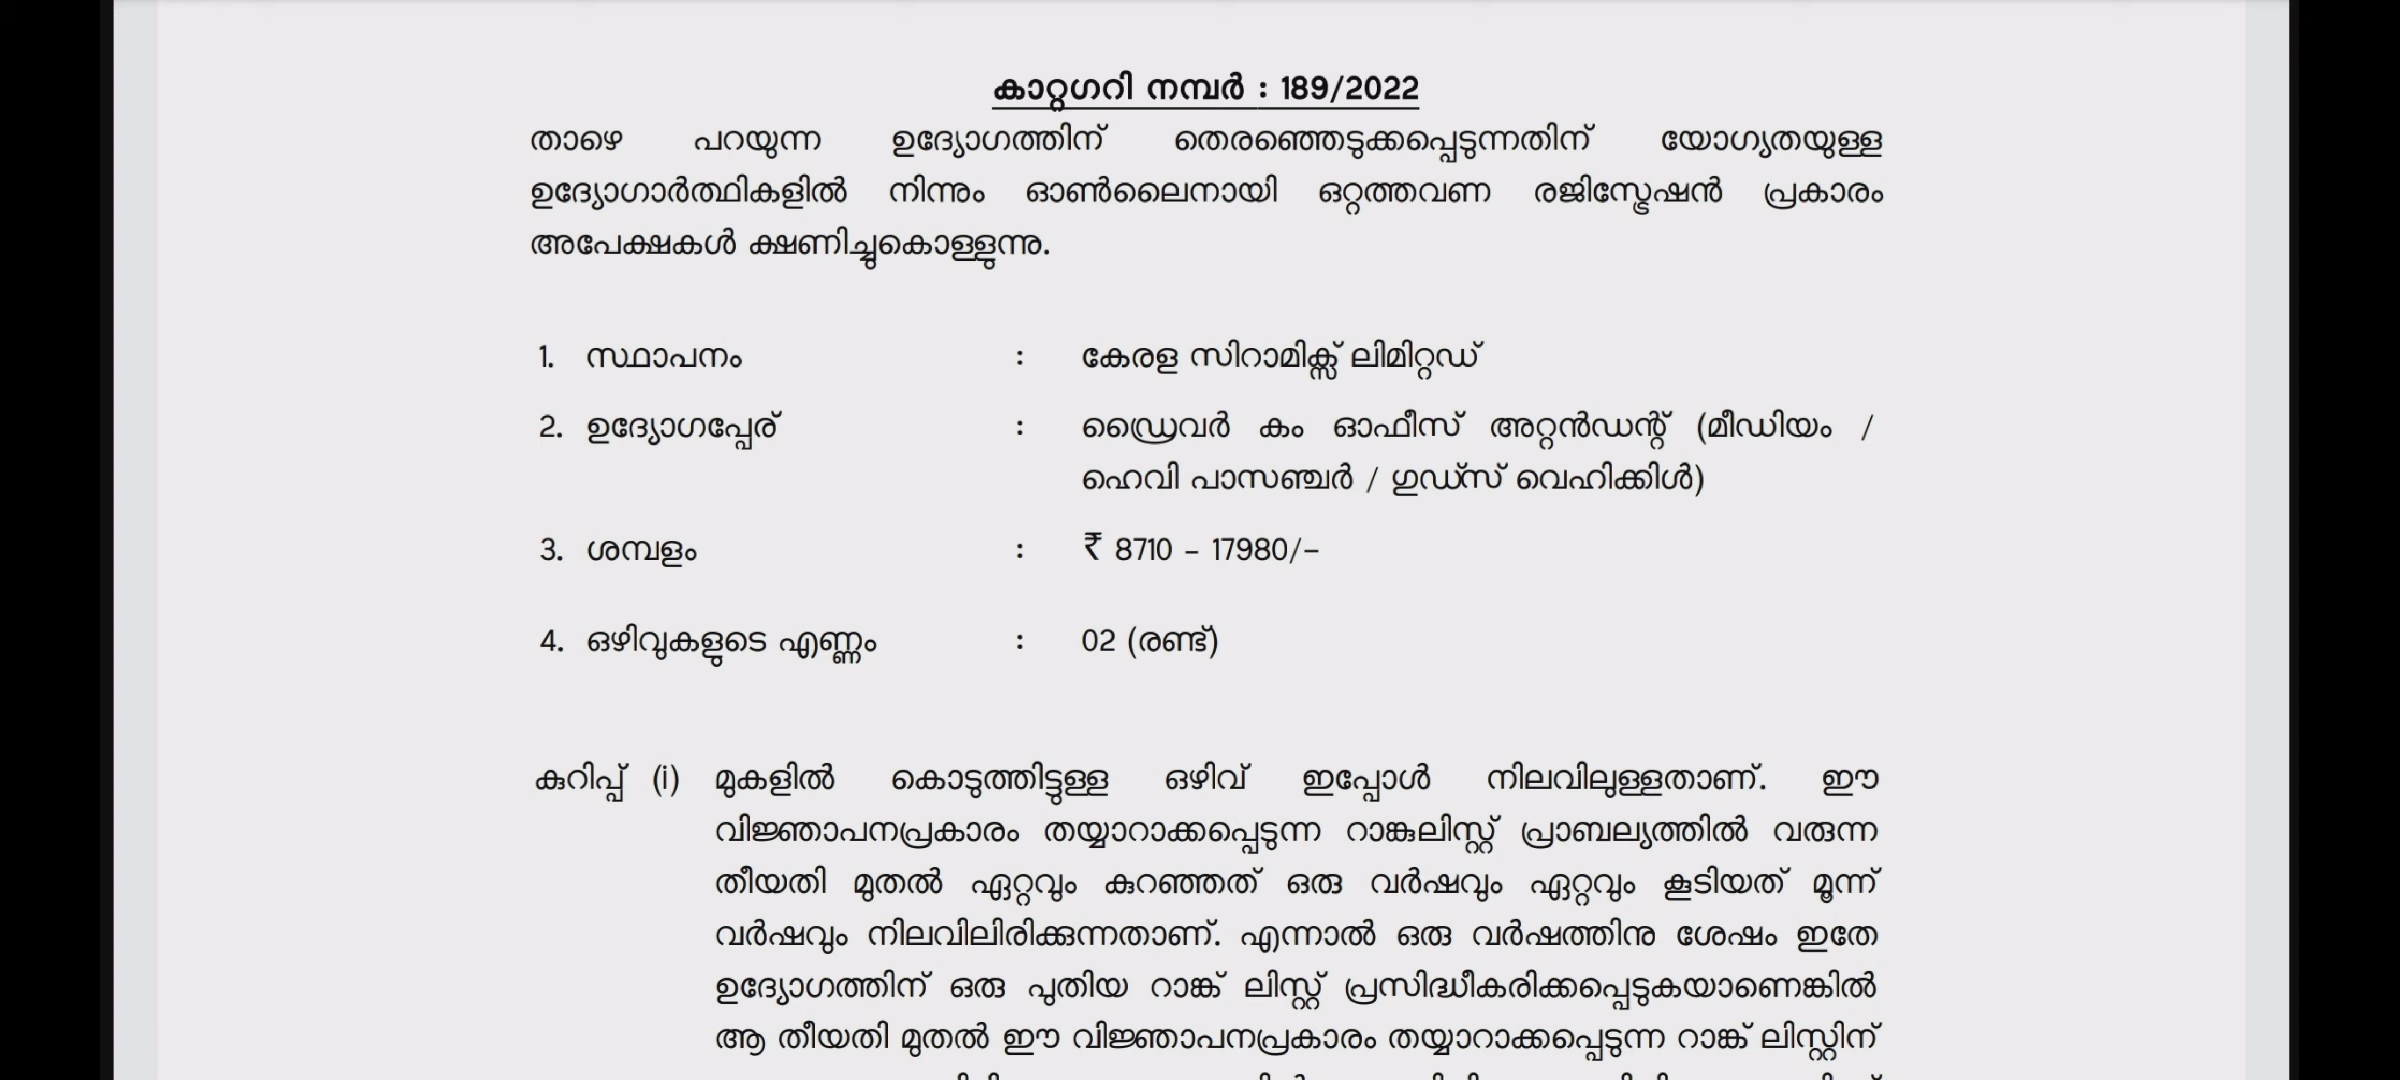 കാറ്റഗറി നമ്പർ : 189/2022
താഴെ പറയുന്ന ഉദ്യോഗത്തിന് തെരഞ്ഞെടുക്കപ്പെടുന്നതിന് യോഗ്യതയുള്ള
ഉദ്യോഗാർത്ഥികളിൽ നിന്നും ഓൺലൈനായി ഒറ്റത്തവണ രജിസ്ട്രേഷൻ പ്രകാരം
അപേക്ഷകൾ ക്ഷണിച്ചുകൊള്ളുന്നു.
1. സ്ഥാപനം : കേരള സിറാമിക്സ് ലിമിറ്റഡ്
2. ഉദ്യോഗപ്പേര് : ഡ്രൈവർ കം ഓഫീസ് അറ്റൻഡന്റ് (മീഡിയം /
ഹെവി പാസഞ്ചർ / ഗുഡ്സ് വെഹിക്കിൾ)
3. ശമ്പളം : ₹ 8710 – 17980/–
4. ഒഴിവുകളുടെ എണ്ണം : 02 (രണ്ട്)
കുറിപ്പ് (i) മുകളിൽ കൊടുത്തിട്ടുള്ള ഒഴിവ് ഇപ്പോൾ നിലവിലുള്ളതാണ്. ഈ
വിജ്ഞാപനപ്രകാരം തയ്യാറാക്കപ്പെടുന്ന റാങ്കുലിസ്റ്റ് പ്രാബല്യത്തിൽ വരുന്ന
തീയതി മുതൽ ഏറ്റവും കുറഞ്ഞത് ഒരു വർഷവും ഏറ്റവും കൂടിയത് മൂന്ന്
വർഷവും നിലവിലിരിക്കുന്നതാണ്. എന്നാൽ ഒരു വർഷത്തിനു ശേഷം ഇതേ
ഉദ്യോഗത്തിന് ഒരു പുതിയ റാങ്ക് ലിസ്റ്റ് പ്രസിദ്ധീകരിക്കപ്പെടുകയാണെങ്കിൽ
ആ തീയതി മുതൽ ഈ വിജ്ഞാപനപ്രകാരം തയ്യാറാക്കപ്പെടുന്ന റാങ്ക് ലിസ്റ്റിന്